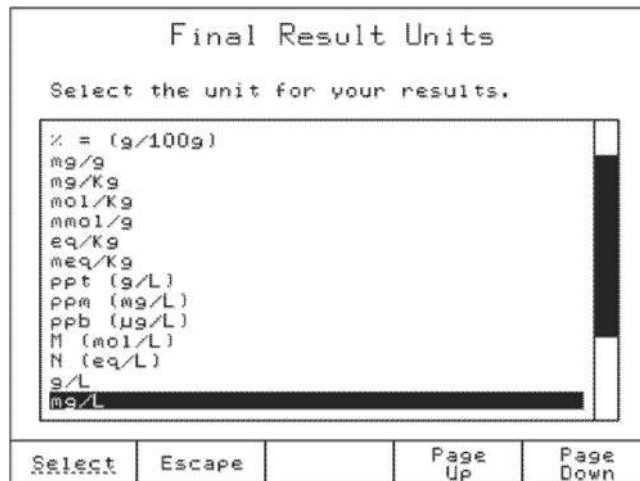 Final Result Units
Select the unit for your results.
% = (g/100g)
mg/g
mg/Kg
mol/Kg
mmol/g
eq/Kg
meq/Kg
ppt (g/L)
ppm (mg/L)
ppb (µg/L)
M (mol/L)
N (eq/L)
g/L
mg/L
Select
Escape
Page Up
Page Down